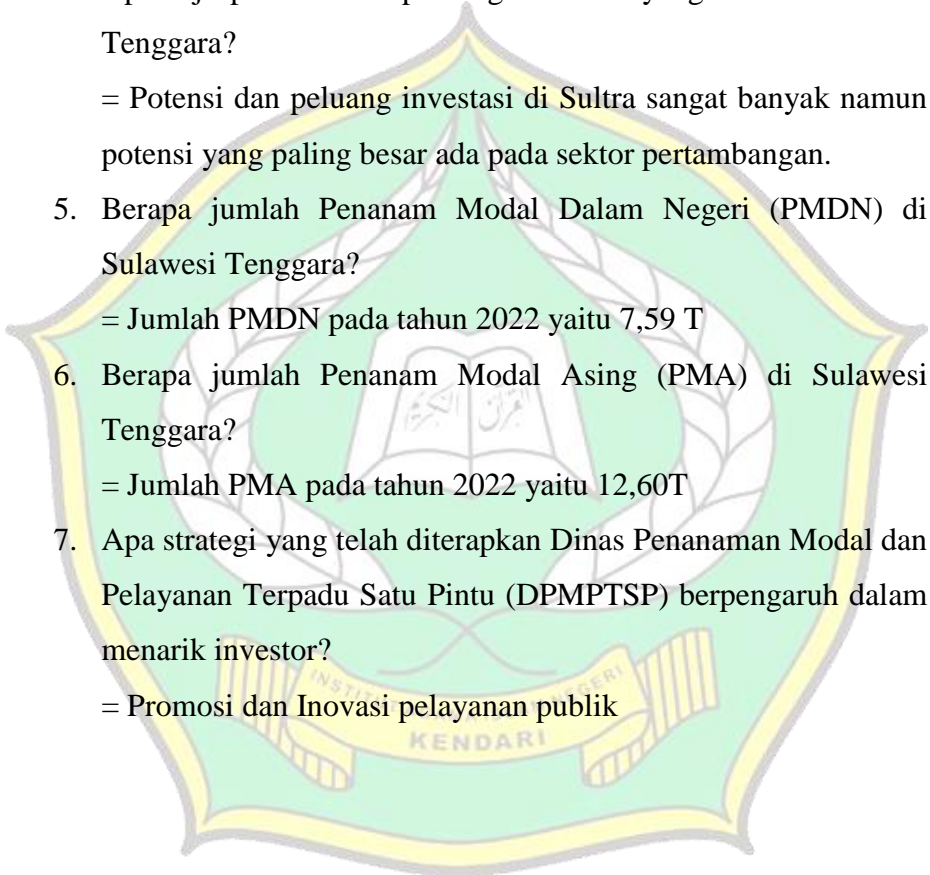 Tenggara?
= Potensi dan peluang investasi di Sultra sangat banyak namun
potensi yang paling besar ada pada sektor pertambangan.
5. Berapa jumlah Penanam Modal Dalam Negeri (PMDN) di
Sulawesi Tenggara?
= Jumlah PMDN pada tahun 2022 yaitu 7,59 T
6. Berapa jumlah Penanam Modal Asing (PMA) di Sulawesi
Tenggara?
= Jumlah PMA pada tahun 2022 yaitu 12,60T
7. Apa strategi yang telah diterapkan Dinas Penanaman Modal dan
Pelayanan Terpadu Satu Pintu (DPMPTSP) berpengaruh dalam
menarik investor?
= Promosi dan Inovasi pelayanan publik
KENDARI